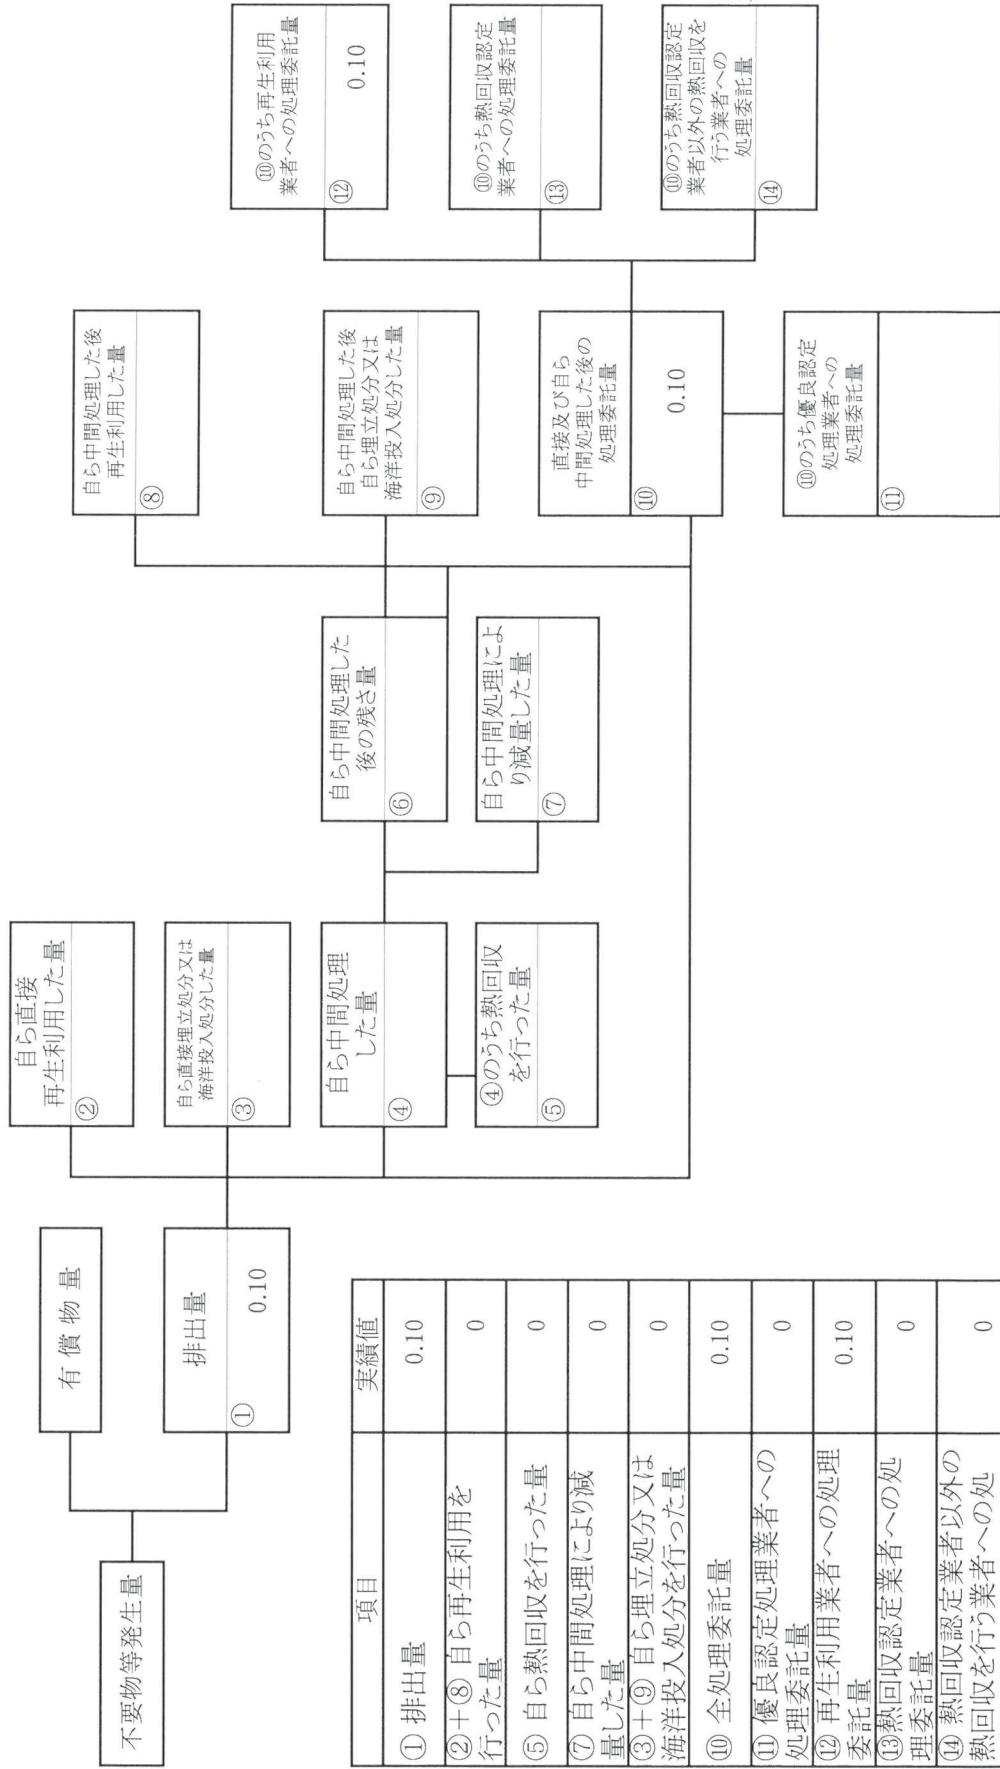 不要物等発生量
有償物量
排出量
① 0.10
自ら直接
再生利用した量
②
自ら直接埋立処分又は
海洋投入処分した量
③
自ら中間処理
した量
④
④のうち熱回収
を行った量
⑤
自ら中間処理した
後の残さ量
⑥
自ら中間処理によ
り減量した量
⑦
自ら中間処理した後
再生利用した量
⑧
自ら中間処理した後
自ら埋立処分又は
海洋投入処分した量
⑨
直接及び自ら
中間処理した後の
処理委託量
⑩ 0.10
⑩のうち優良認定
処理業者への
処理委託量
⑪
⑩のうち再生利用
業者への処理委託量
⑫ 0.10
⑩のうち熱回収認定
業者への処理委託量
⑬
⑩のうち熱回収認定
業者以外の熱回収を
行う業者への
処理委託量
⑭
項目 実績値
① 排出量 0.10
②+⑧ 自ら再生利用を
行った量 0
⑤ 自ら熱回収を行った量 0
⑦ 自ら中間処理により減
量した量 0
③+⑨ 自ら埋立処分又は
海洋投入処分を行った量 0
⑩ 全処理委託量 0.10
⑪ 優良認定処理業者への
処理委託量 0
⑫ 再生利用業者への処理
委託量 0.10
⑬熱回収認定業者への処
理委託量 0
⑭ 熱回収認定業者以外の
熱回収を行う業者への処 0